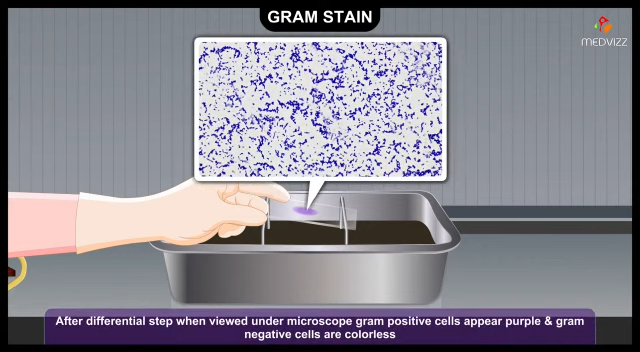 GRAM STAIN
MEDVIZZ
After differential step when viewed under microscope gram positive cells appear purple & gram
negative cells are colorless